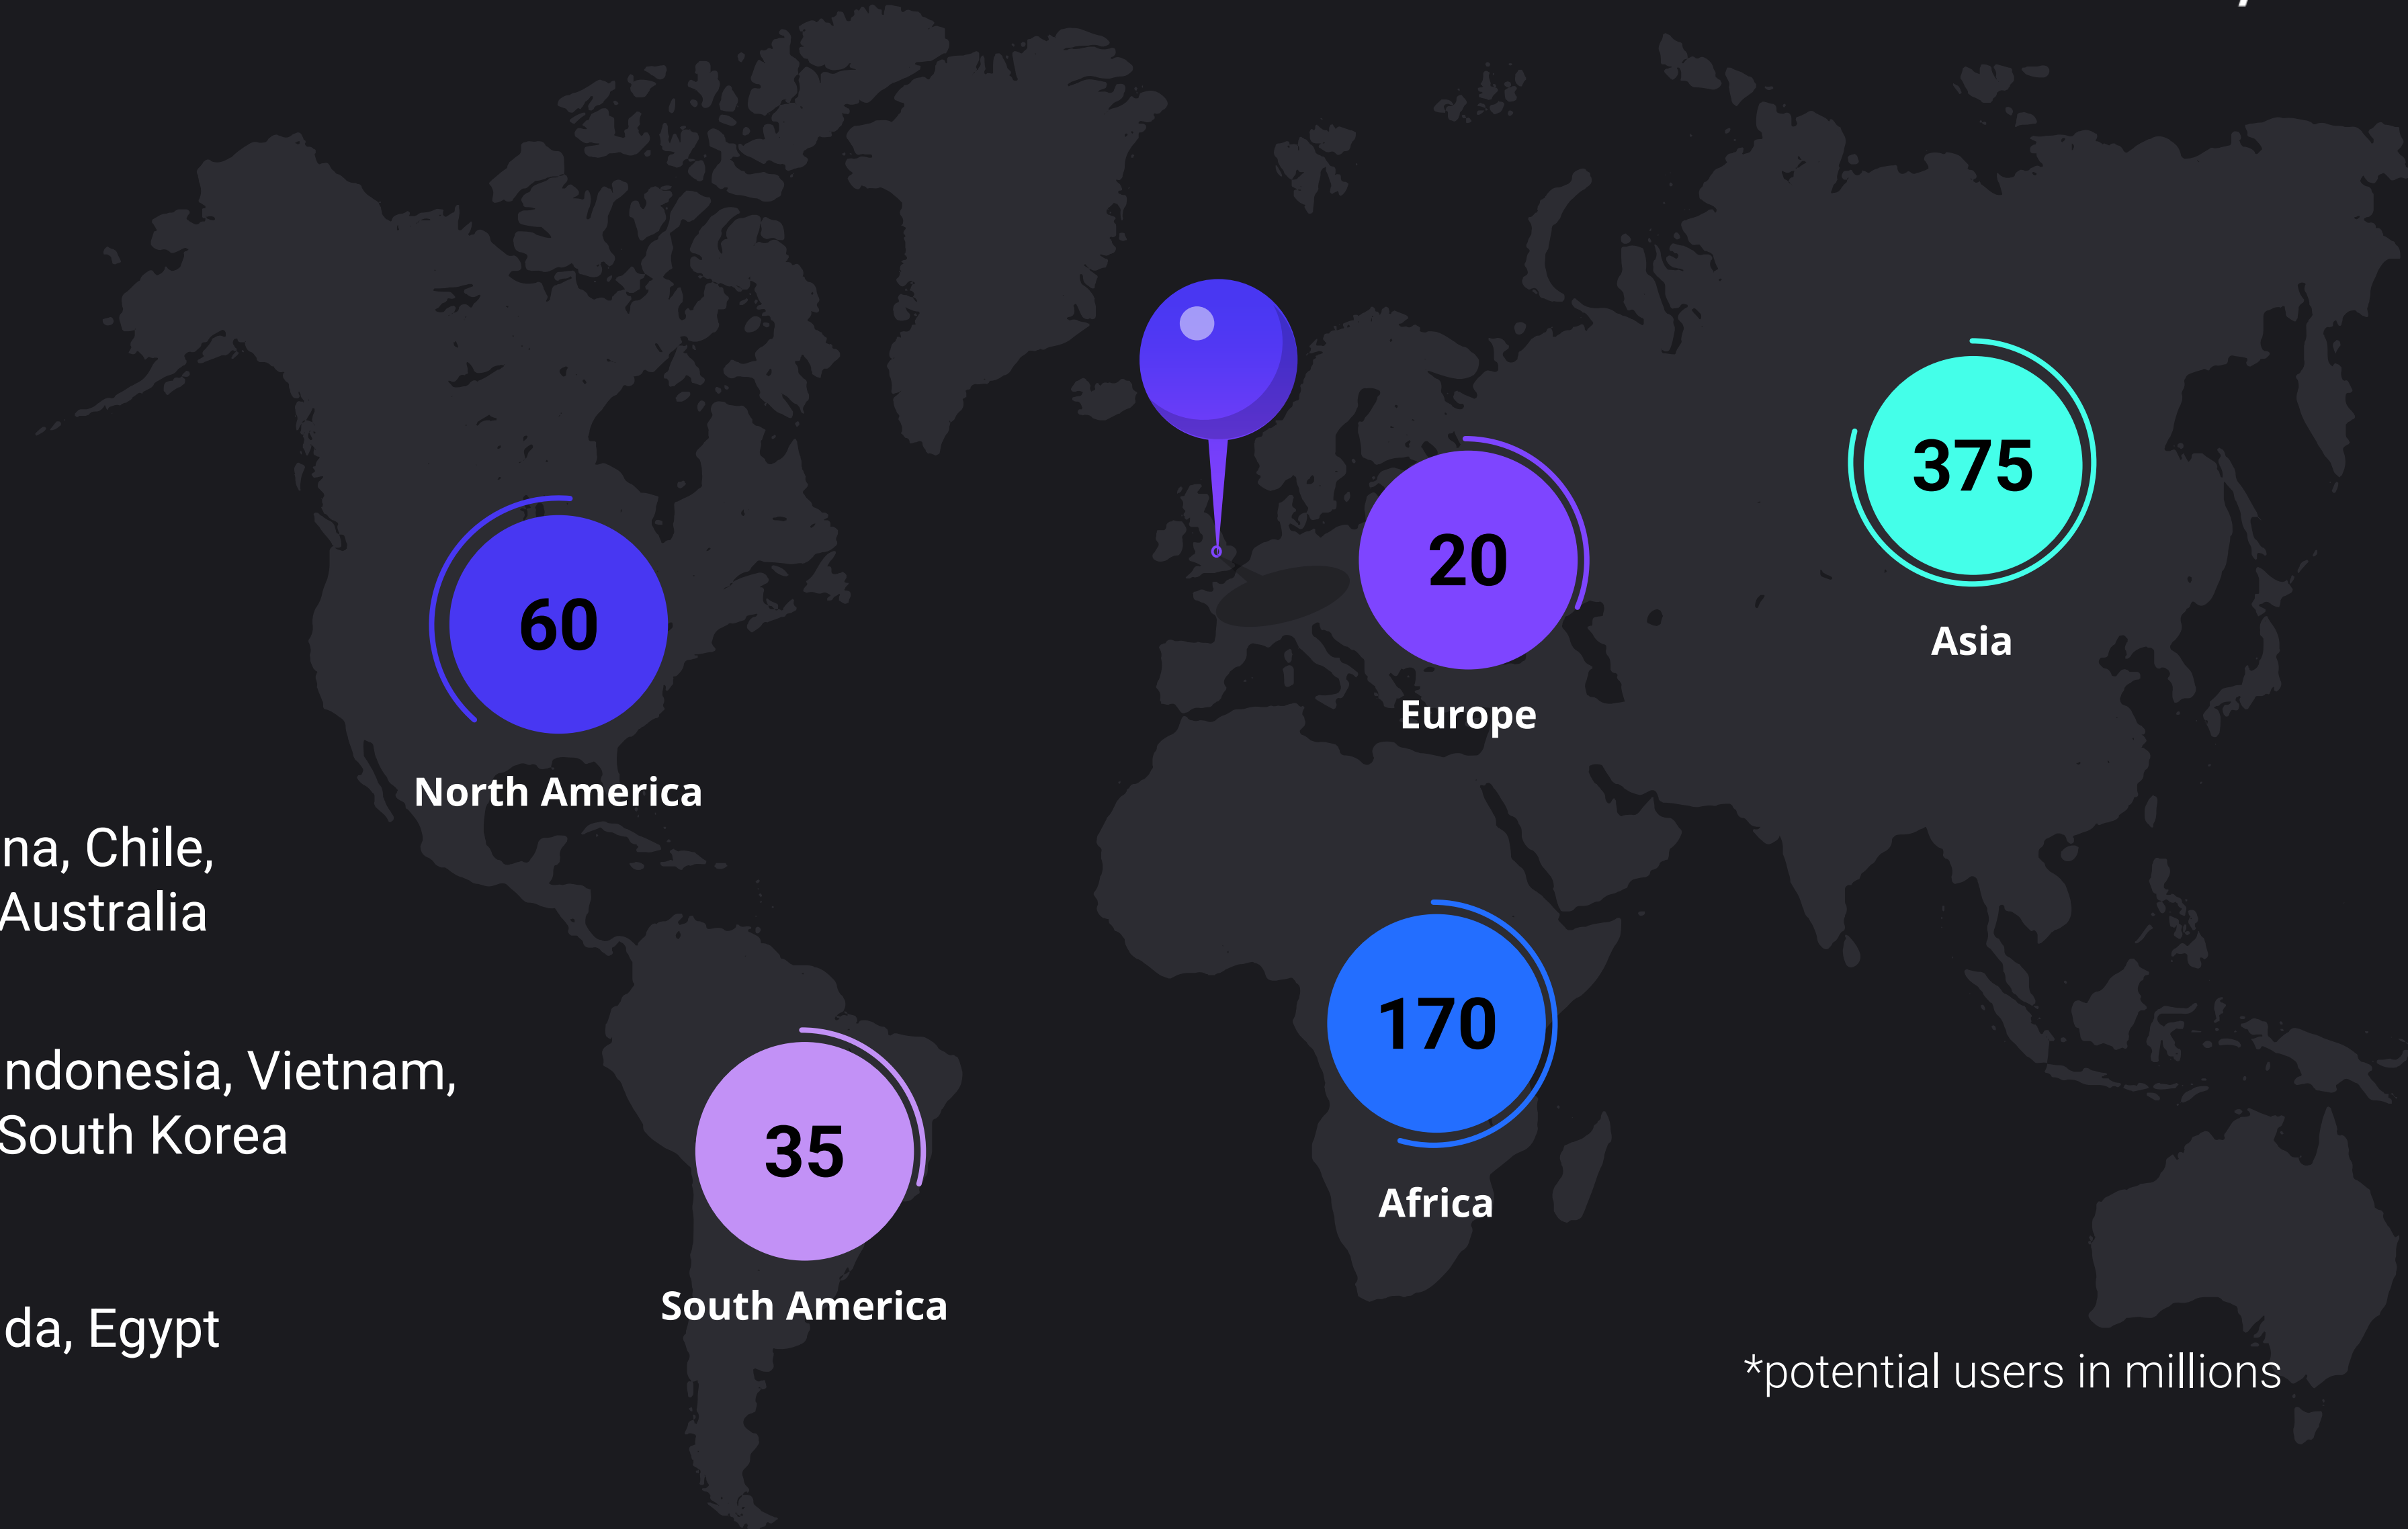 375
20
60
Asia
Europe
North America
na, Chile,
Australia
170
ndonesia, Vietnam,
South Korea
35
Africa
South America
da, Egypt
*potential users in millions